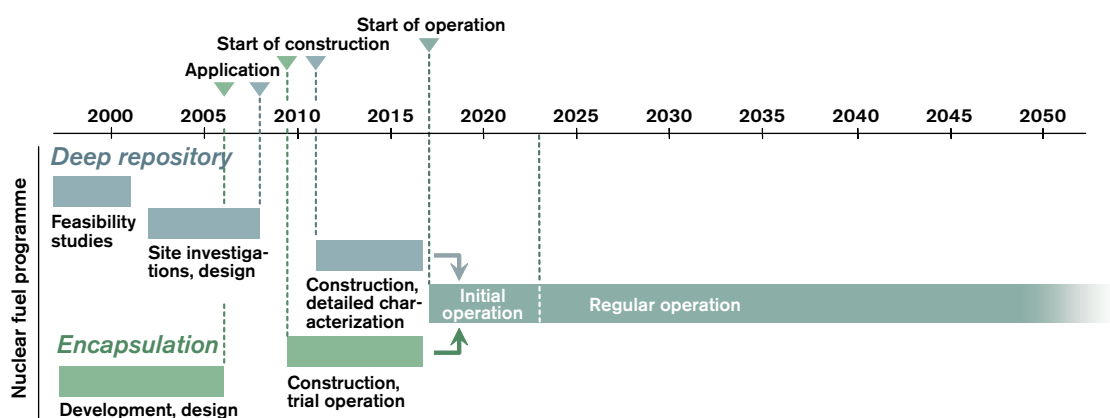 Start of operation
Start of construction
Application
2000 2005 2010 2015 2020 2025 2030 2035 2040 2045 2050
Nuclear fuel programme
Deep repository
Feasibility
studies
Site investiga-
tions, design
Construction,
detailed char-
acterization
Initial
operation
Regular operation
Encapsulation
Development, design
Construction,
trial operation